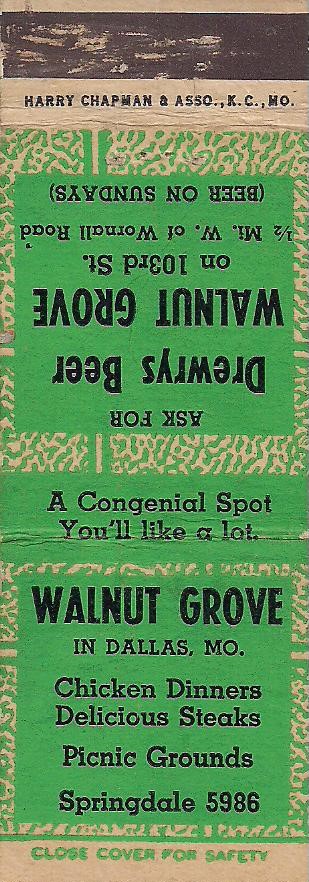 HARRY CHAPMAN & ASSO., K.C., MO.
ASK FOR
Drewrys Beer
WALNUT GROVE
on 103rd St.
½ Mi. W. of Wornall Road
(BEER ON SUNDAYS)
A Congenial Spot
You'll like a lot.
WALNUT GROVE
IN DALLAS, MO.
Chicken Dinners
Delicious Steaks
Picnic Grounds
Springdale 5986
CLOSE COVER FOR SAFETY